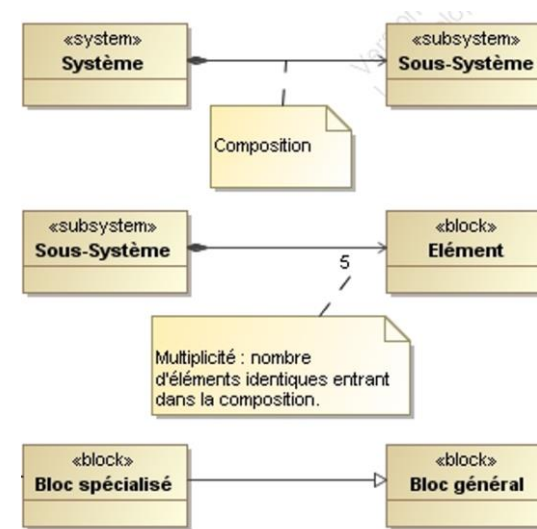 «system»
Système
«subsystem»
Sous-Système
Composition
«subsystem»
Sous-Système
«block»
Elément
5
Multiplicité : nombre
d'éléments identiques entrant
dans la composition.
«block»
Bloc spécialisé
«block»
Bloc général